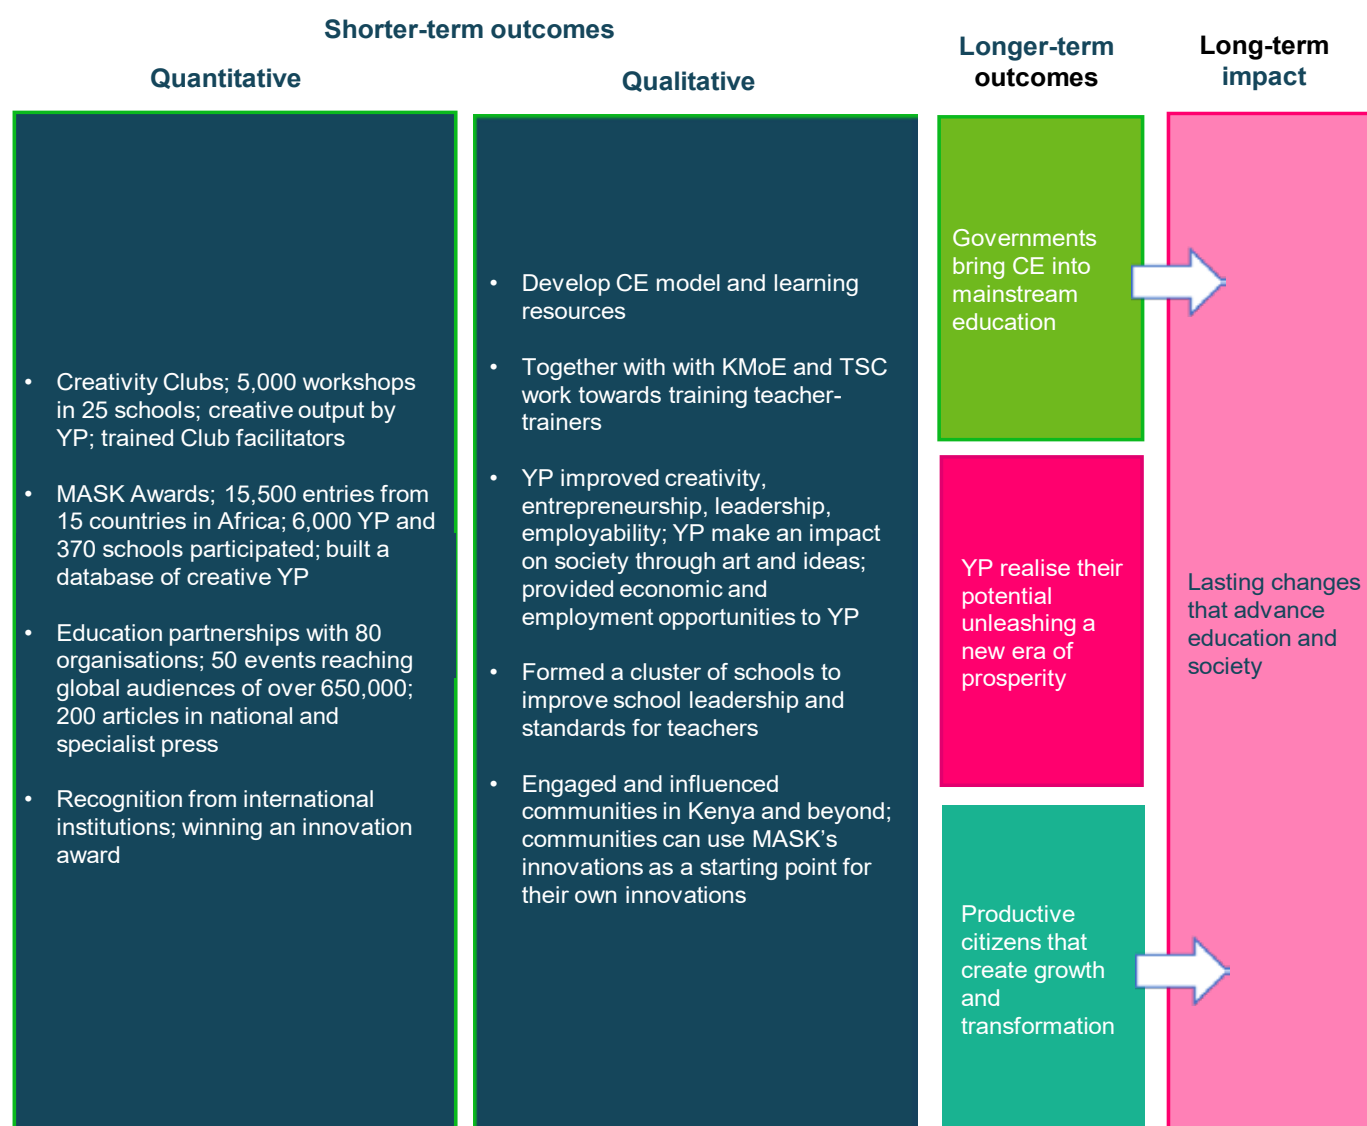 Shorter-term outcomes
Quantitative
Qualitative
Longer-term
outcomes
Long-term
impact
• Creativity Clubs; 5,000 workshops
in 25 schools; creative output by
YP; trained Club facilitators
• MASK Awards; 15,500 entries from
15 countries in Africa; 6,000 YP and
370 schools participated; built a
database of creative YP
• Education partnerships with 80
organisations; 50 events reaching
global audiences of over 650,000;
200 articles in national and
specialist press
• Recognition from international
institutions; winning an innovation
award
• Develop CE model and learning
resources
• Together with with KMoE and TSC
work towards training teacher-
trainers
• YP improved creativity,
entrepreneurship, leadership,
employability; YP make an impact
on society through art and ideas;
provided economic and
employment opportunities to YP
• Formed a cluster of schools to
improve school leadership and
standards for teachers
• Engaged and influenced
communities in Kenya and beyond;
communities can use MASK’s
innovations as a starting point for
their own innovations
Governments
bring CE into
mainstream
education
YP realise their
potential
unleashing a
new era of
prosperity
Productive
citizens that
create growth
and
transformation
Lasting changes
that advance
education and
society